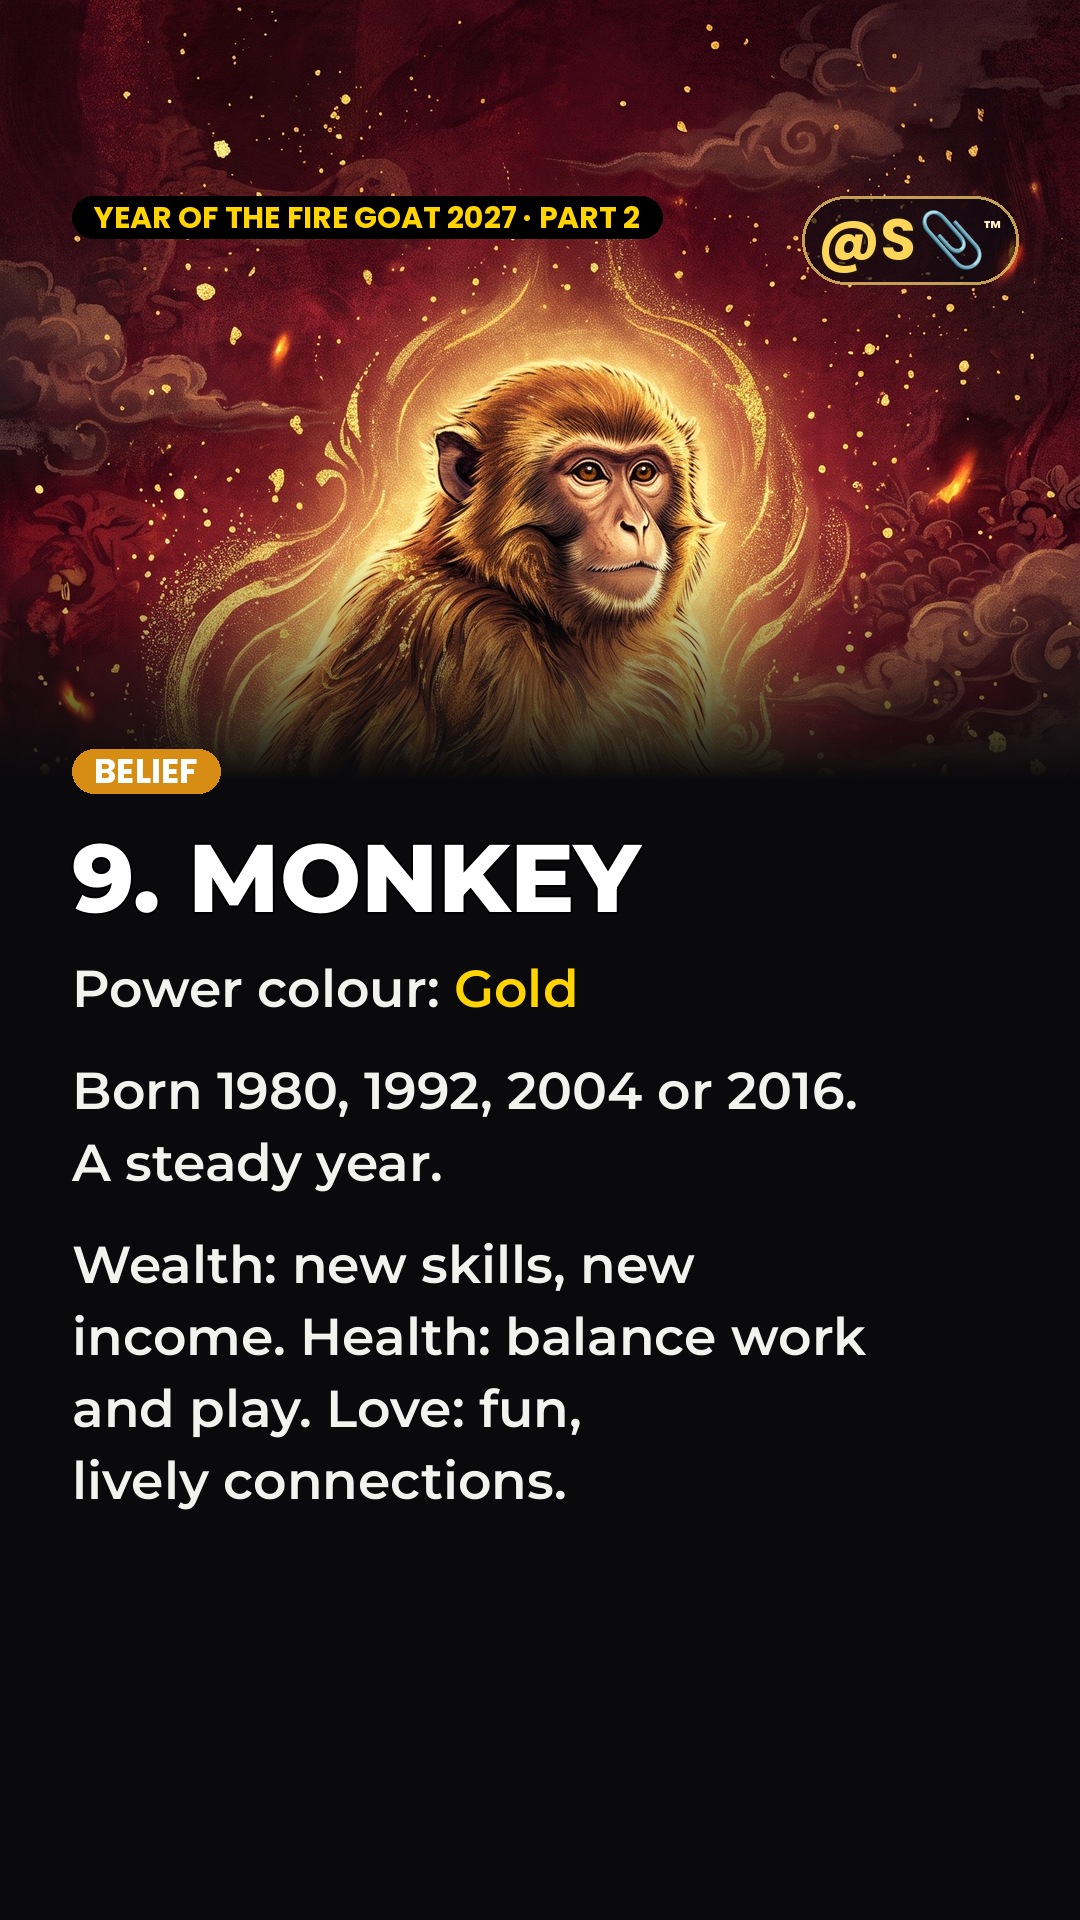 YEAR OF THE FIRE GOAT 2027 · PART 2
@S📎™
BELIEF
9. MONKEY
Power colour: Gold
Born 1980, 1992, 2004 or 2016.
A steady year.
Wealth: new skills, new
income. Health: balance work
and play. Love: fun,
lively connections.